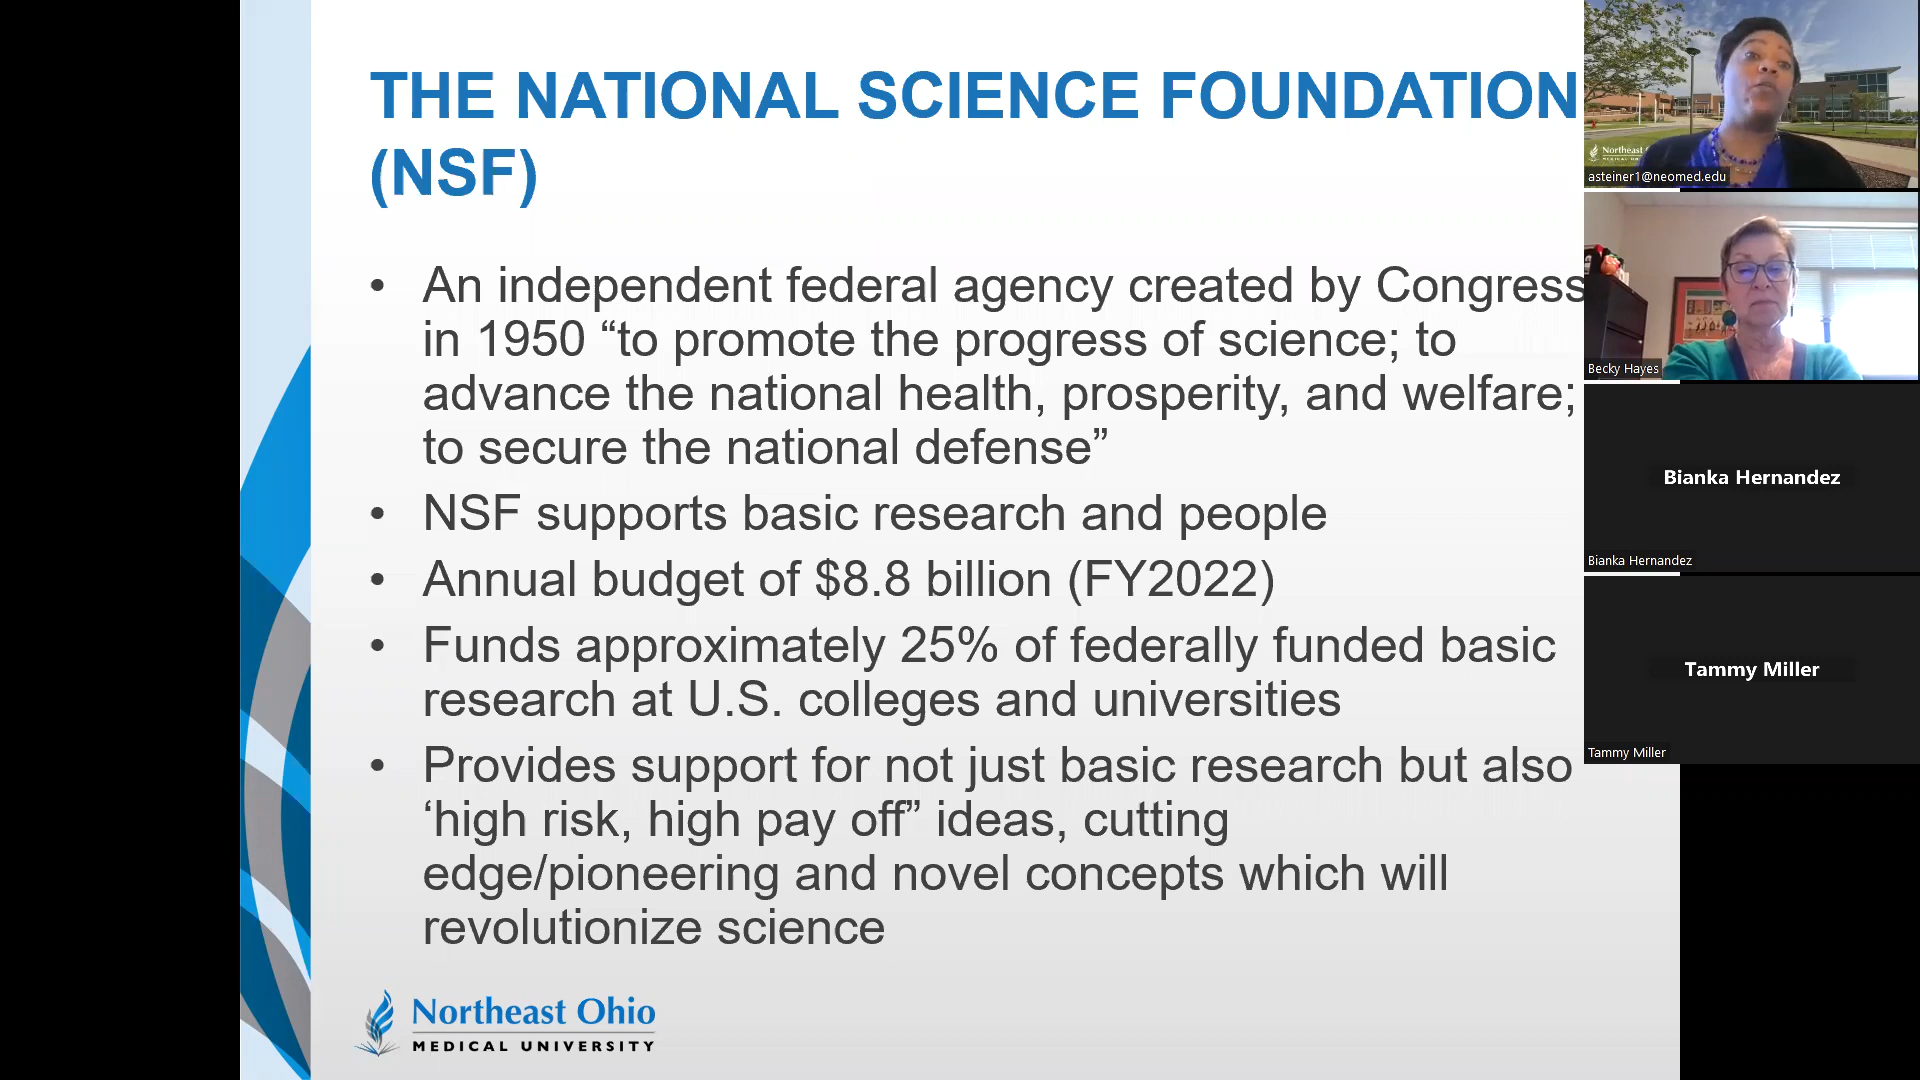 THE NATIONAL SCIENCE FOUNDATION
(NSF)
• An independent federal agency created by Congress
in 1950 “to promote the progress of science; to
advance the national health, prosperity, and welfare;
to secure the national defense”
• NSF supports basic research and people
• Annual budget of $8.8 billion (FY2022)
• Funds approximately 25% of federally funded basic
research at U.S. colleges and universities
• Provides support for not just basic research but also
‘high risk, high pay off” ideas, cutting
edge/pioneering and novel concepts which will
revolutionize science
Northeast Ohio
MEDICAL UNIVERSITY
Northeast
asteiner1@neomed.edu
Becky Hayes
Bianka Hernandez
Bianka Hernandez
Tammy Miller
Tammy Miller